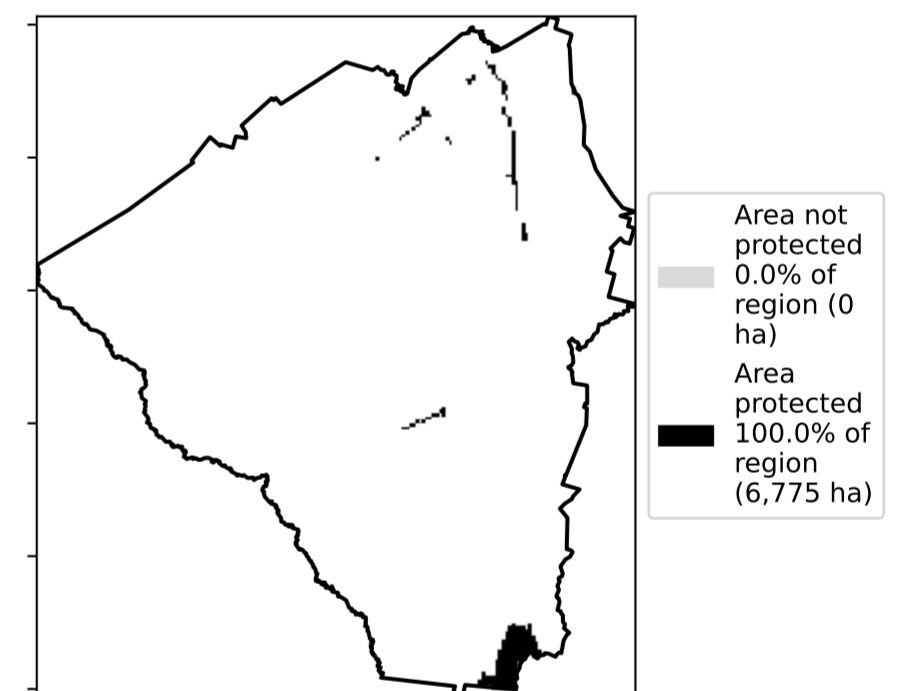 Area not
protected
0.0% of
region (0
ha)
Area
protected
100.0% of
region
(6,775 ha)